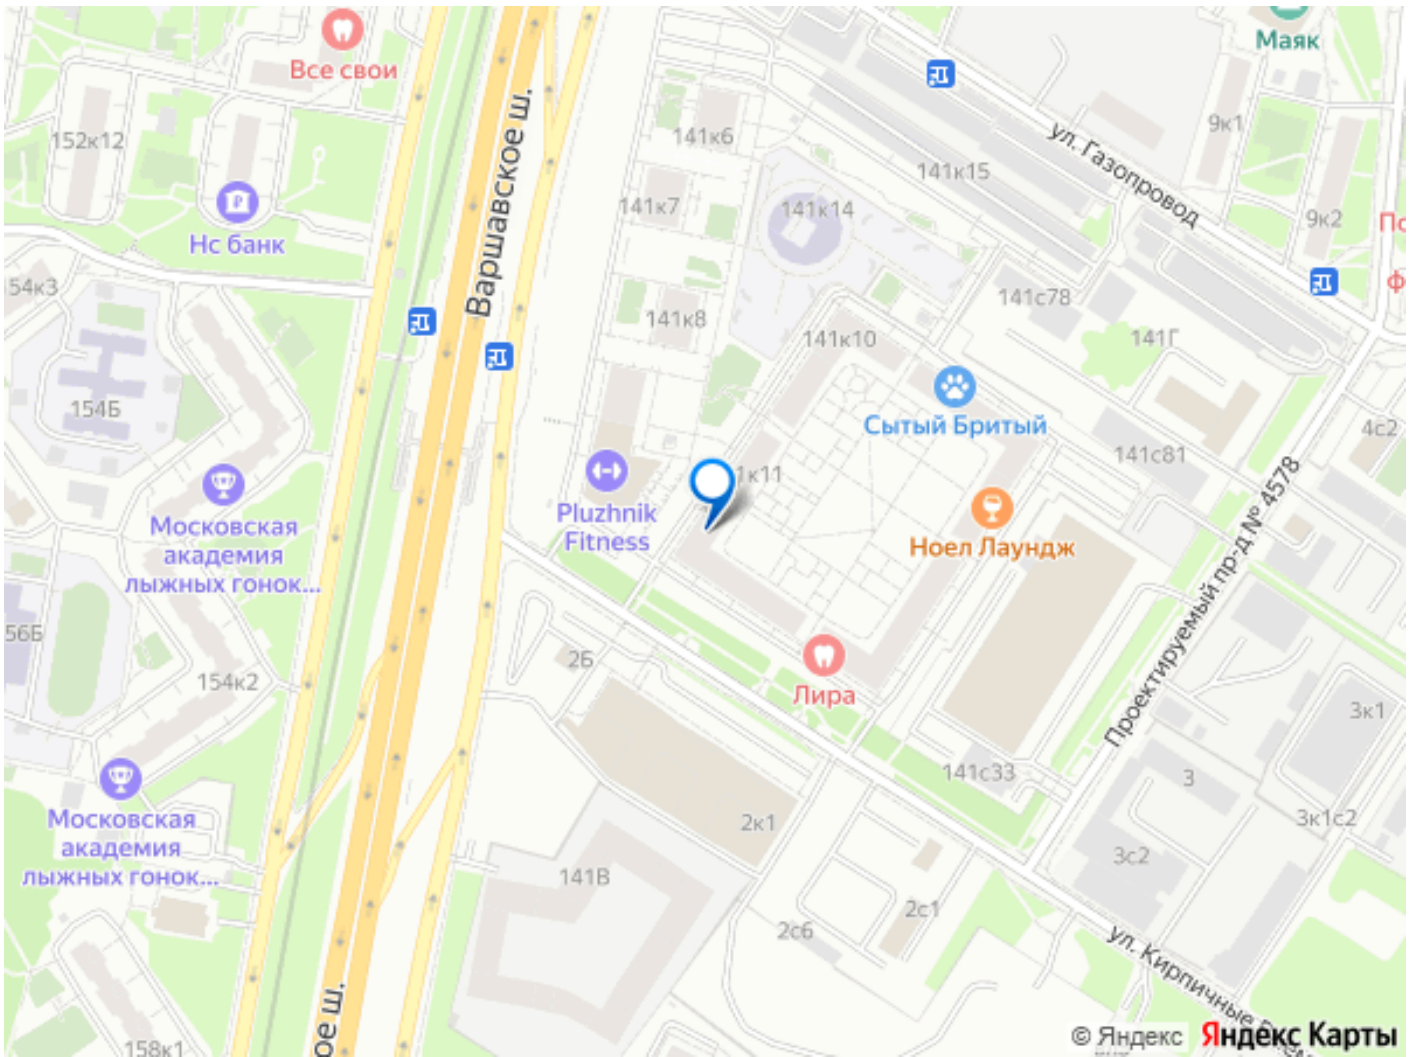 Маяк
Все свои
152к12
141к6
ул. Газопровод
9к1
141к15
Варшавское ш.
141к7
141к14
9к2
Нс банк
54к3
141с78
141к8
141к10
141Г
154Б
Сытый Бритый
4с2
141с81
1к11
Проектируемый пр-д № 4578
Pluzhnik
Fitness
Московская
академия
лыжных гонок...
Ноел Лаундж
56Б
2Б
154к2
Лира
3к1
141с33
3
Московская
академия
лыжных гонок...
2к1
3к1с2
3с2
141В
2с1
2с6
ул. Кирпичные
ое ш.
158к1
© Яндекс Яндекс Карты